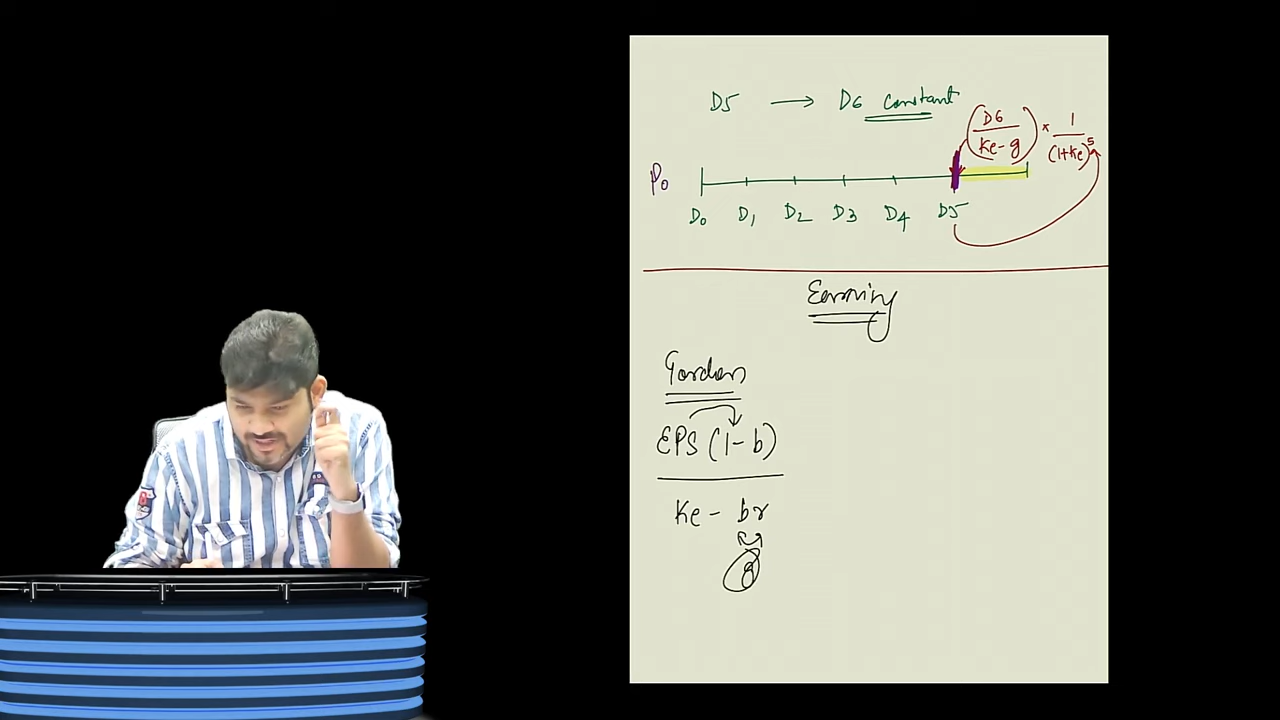 D5 → D6 constant
(D6 / Ke-g) × 1 / (1+Ke)^5
P₀
D₀ D₁ D₂ D₃ D₄ D5
Earning
Gordon
EPS (1-b)
Ke - br
g